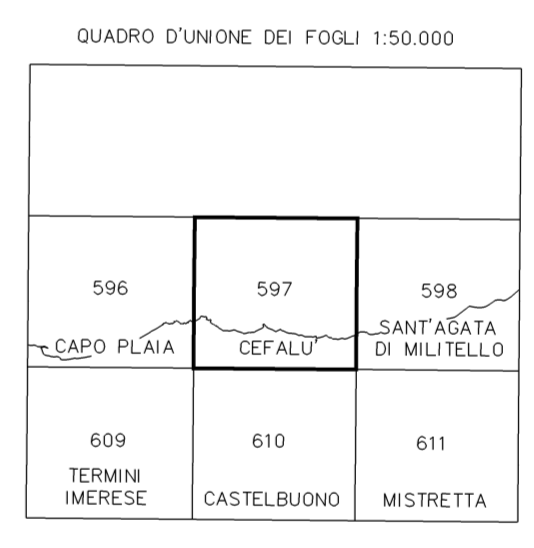 QUADRO D'UNIONE DEI FOGLI 1:50.000
596
CAPO PLAIA
597
CEFALU'
598
SANT'AGATA
DI MILITELLO
609
TERMINI
IMERESE
610
CASTELBUONO
611
MISTRETTA